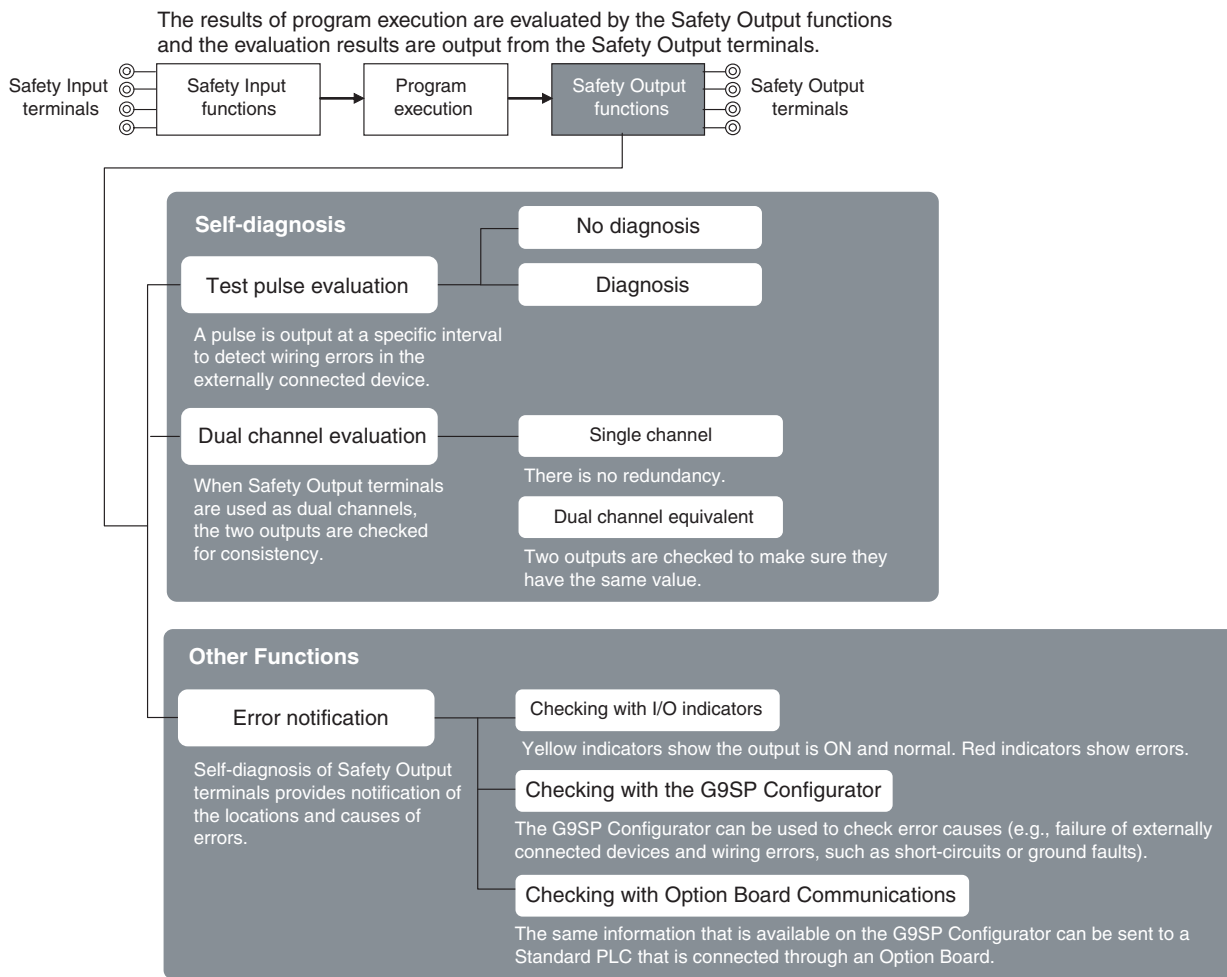 The results of program execution are evaluated by the Safety Output functions
and the evaluation results are output from the Safety Output terminals.
Safety Input
terminals
Safety Input
functions
Program
execution
Safety Output
functions
Safety Output
terminals
Self-diagnosis
Test pulse evaluation
No diagnosis
Diagnosis
A pulse is output at a specific interval
to detect wiring errors in the
externally connected device.
Dual channel evaluation
When Safety Output terminals
are used as dual channels,
the two outputs are checked
for consistency.
Single channel
There is no redundancy.
Dual channel equivalent
Two outputs are checked to make sure they
have the same value.
Other Functions
Error notification
Self-diagnosis of Safety Output
terminals provides notification of
the locations and causes of
errors.
Checking with I/O indicators
Yellow indicators show the output is ON and normal. Red indicators show errors.
Checking with the G9SP Configurator
The G9SP Configurator can be used to check error causes (e.g., failure of externally
connected devices and wiring errors, such as short-circuits or ground faults).
Checking with Option Board Communications
The same information that is available on the G9SP Configurator can be sent to a
Standard PLC that is connected through an Option Board.